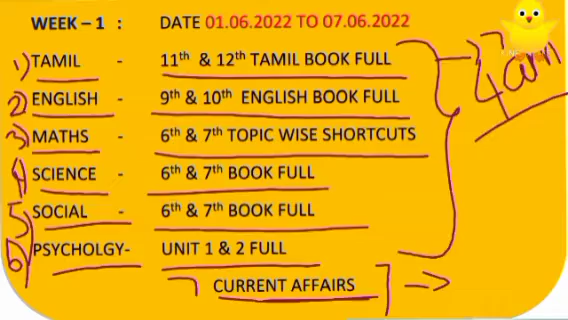 WEEK – 1 : DATE 01.06.2022 TO 07.06.2022
1) TAMIL - 11th & 12th TAMIL BOOK FULL
2) ENGLISH - 9th & 10th ENGLISH BOOK FULL
3) MATHS - 6th & 7th TOPIC WISE SHORTCUTS
4) SCIENCE - 6th & 7th BOOK FULL
5) SOCIAL - 6th & 7th BOOK FULL
6) PSYCHOLGY- UNIT 1 & 2 FULL
CURRENT AFFAIRS
4am